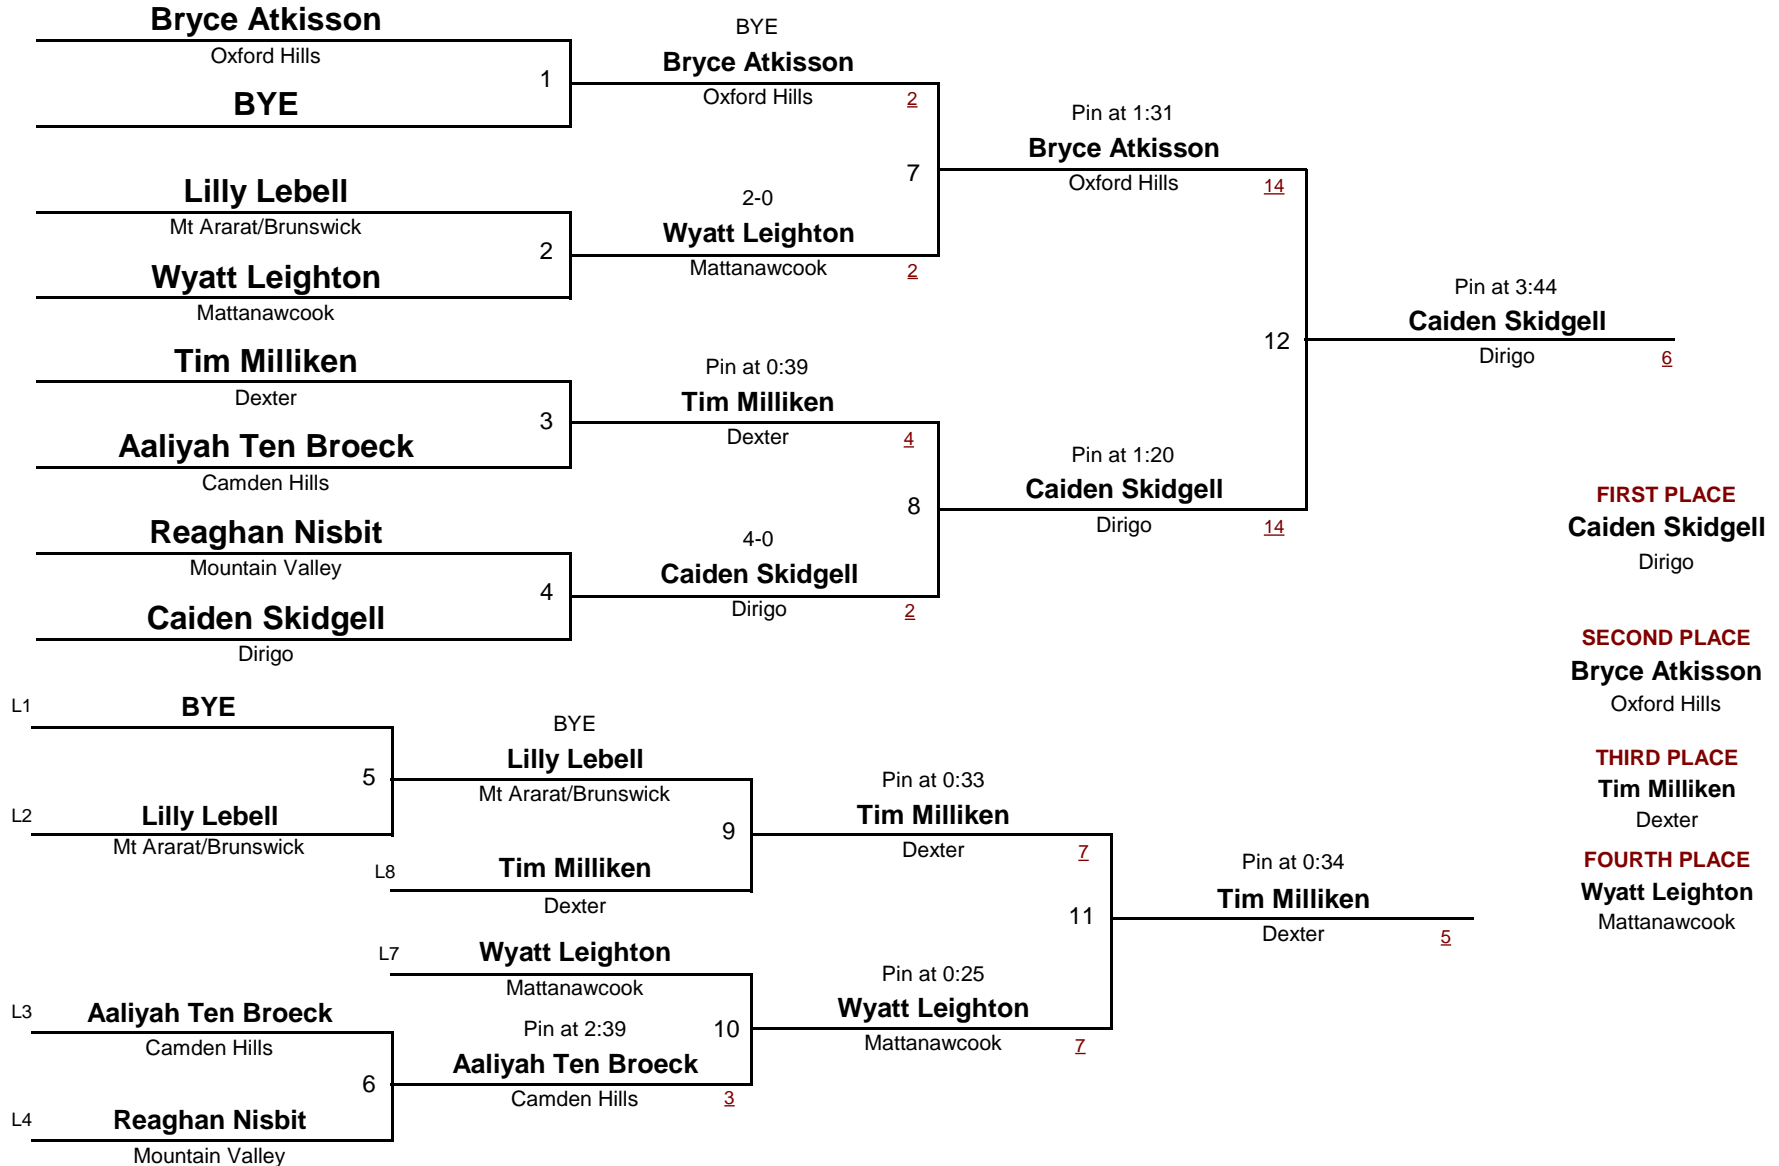 Bryce Atkisson
Oxford Hills
1
BYE
BYE
Bryce Atkisson
Oxford Hills
2
Lilly Lebell
Mt Ararat/Brunswick
2
Wyatt Leighton
Mattanawcook
2-0
Wyatt Leighton
Mattanawcook
2
7
Pin at 1:31
Bryce Atkisson
Oxford Hills
14
Tim Milliken
Dexter
3
Aaliyah Ten Broeck
Camden Hills
Pin at 0:39
Tim Milliken
Dexter
4
Reaghan Nisbit
Mountain Valley
4
Caiden Skidgell
Dirigo
4-0
Caiden Skidgell
Dirigo
2
8
Pin at 1:20
Caiden Skidgell
Dirigo
14
12
Pin at 3:44
Caiden Skidgell
Dirigo
6
FIRST PLACE
Caiden Skidgell
Dirigo
SECOND PLACE
Bryce Atkisson
Oxford Hills
THIRD PLACE
Tim Milliken
Dexter
FOURTH PLACE
Wyatt Leighton
Mattanawcook
L1
BYE
5
L2
Lilly Lebell
Mt Ararat/Brunswick
BYE
Lilly Lebell
Mt Ararat/Brunswick
9
L8
Tim Milliken
Dexter
Pin at 0:33
Tim Milliken
Dexter
7
L7
Wyatt Leighton
Mattanawcook
L3
Aaliyah Ten Broeck
Camden Hills
6
L4
Reaghan Nisbit
Mountain Valley
Pin at 2:39
10
Aaliyah Ten Broeck
Camden Hills
3
Pin at 0:25
Wyatt Leighton
Mattanawcook
7
11
Pin at 0:34
Tim Milliken
Dexter
5